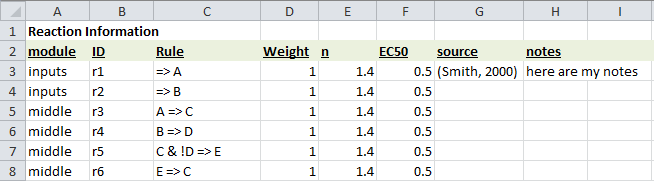 A B C D E F G H I
1 Reaction Information
2 module ID Rule Weight n EC50 source notes
3 inputs r1 => A 1 1.4 0.5 (Smith, 2000) here are my notes
4 inputs r2 => B 1 1.4 0.5
5 middle r3 A => C 1 1.4 0.5
6 middle r4 B => D 1 1.4 0.5
7 middle r5 C & !D => E 1 1.4 0.5
8 middle r6 E => C 1 1.4 0.5